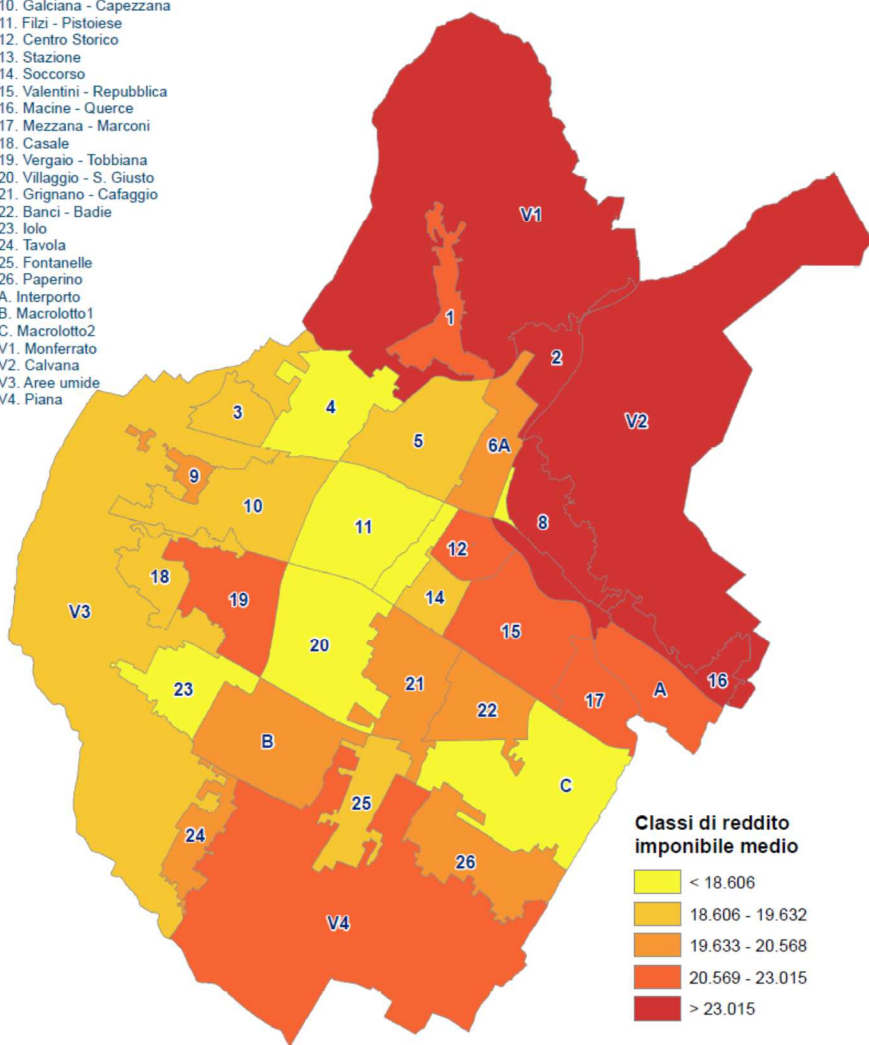 10. Galciana - Capezzana
11. Filzi - Pistoiese
12. Centro Storico
13. Stazione
14. Soccorso
15. Valentini - Repubblica
16. Macine - Querce
17. Mezzana - Marconi
18. Casale
19. Vergaio - Tobbiana
20. Villaggio - S. Giusto
21. Grignano - Cafaggio
22. Banci - Badie
23. Iolo
24. Tavola
25. Fontanelle
26. Paperino
A. Interporto
B. Macrolotto1
C. Macrolotto2
V1. Monferrato
V2. Calvana
V3. Aree umide
V4. Piana
V1
1
2
3
4
5
V2
6A
9
10
11
8
12
18
19
14
V3
15
20
23
21
22
17
A
16
B
C
25
24
26
V4
Classi di reddito
imponibile medio
< 18.606
18.606 - 19.632
19.633 - 20.568
20.569 - 23.015
> 23.015